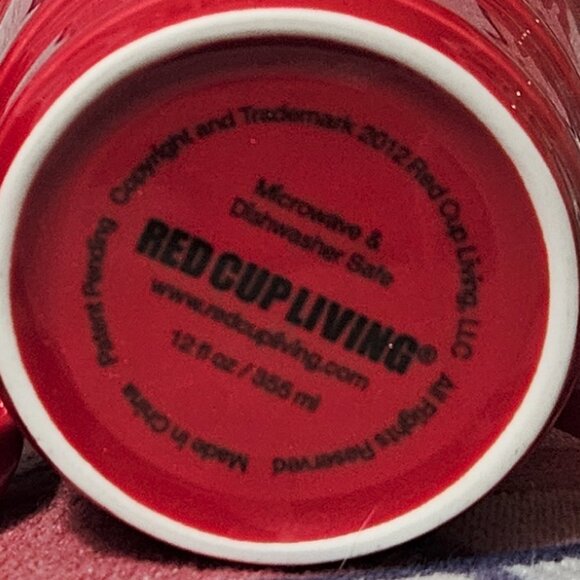 Copyright and Trademark 2012 Red Cup Living, LLC All Rights Reserved Made In China Patent Pending
Microwave &
Dishwasher Safe
RED CUP LIVING®
www.redcupliving.com
12 fl oz / 355 ml